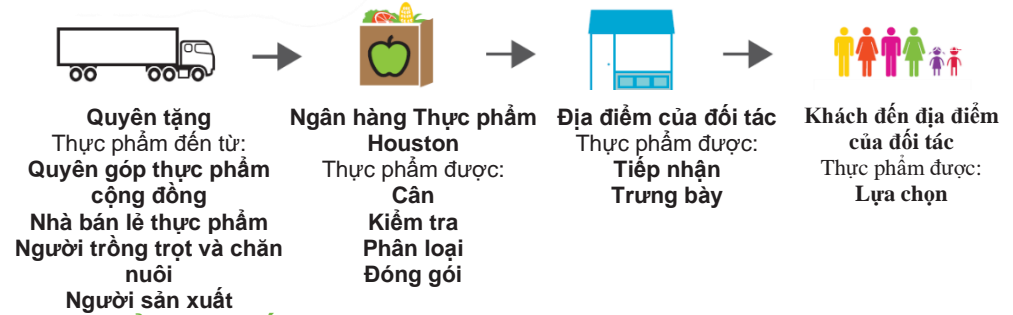 Quyên tặng
Thực phẩm đến từ:
Quyên góp thực phẩm
cộng đồng
Nhà bán lẻ thực phẩm
Người trồng trọt và chăn
nuôi
Người sản xuất
Ngân hàng Thực phẩm
Houston
Thực phẩm được:
Cân
Kiểm tra
Phân loại
Đóng gói
Địa điểm của đối tác
Thực phẩm được:
Tiếp nhận
Trưng bày
Khách đến địa điểm
của đối tác
Thực phẩm được:
Lựa chọn